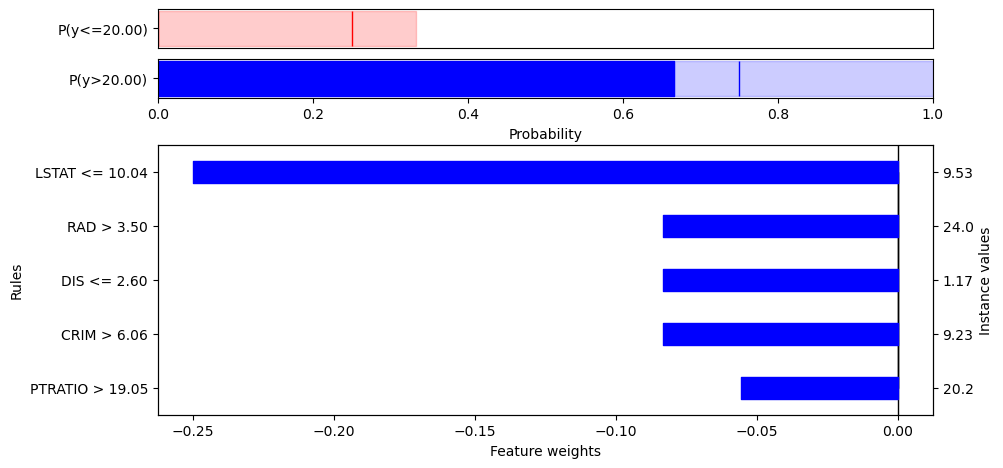 P(y<=20.00)
P(y>20.00)
0.0 0.2 0.4 0.6 0.8 1.0
Probability
Rules
LSTAT <= 10.04 9.53
RAD > 3.50 24.0
DIS <= 2.60 1.17
CRIM > 6.06 9.23
PTRATIO > 19.05 20.2
Instance values
−0.25 −0.20 −0.15 −0.10 −0.05 0.00
Feature weights